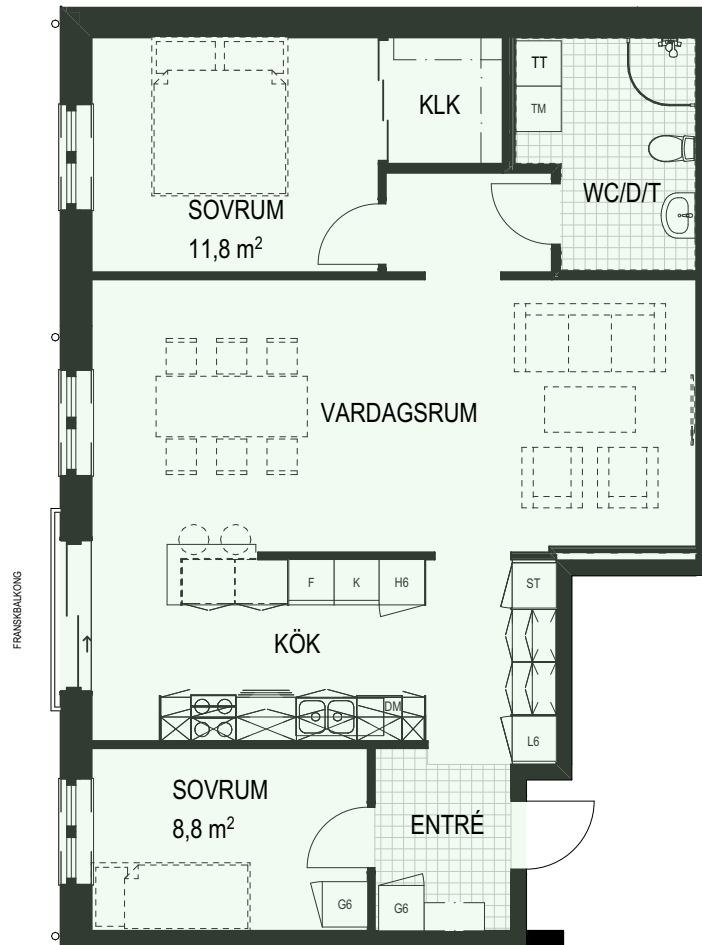 TT
KLK
TM
WC/D/T
SOVRUM
11,8 m²
VARDAGSRUM
FRANSKBALKONG
F
K
H6
ST
KÖK
DM
L6
SOVRUM
8,8 m²
ENTRÉ
G6
G6